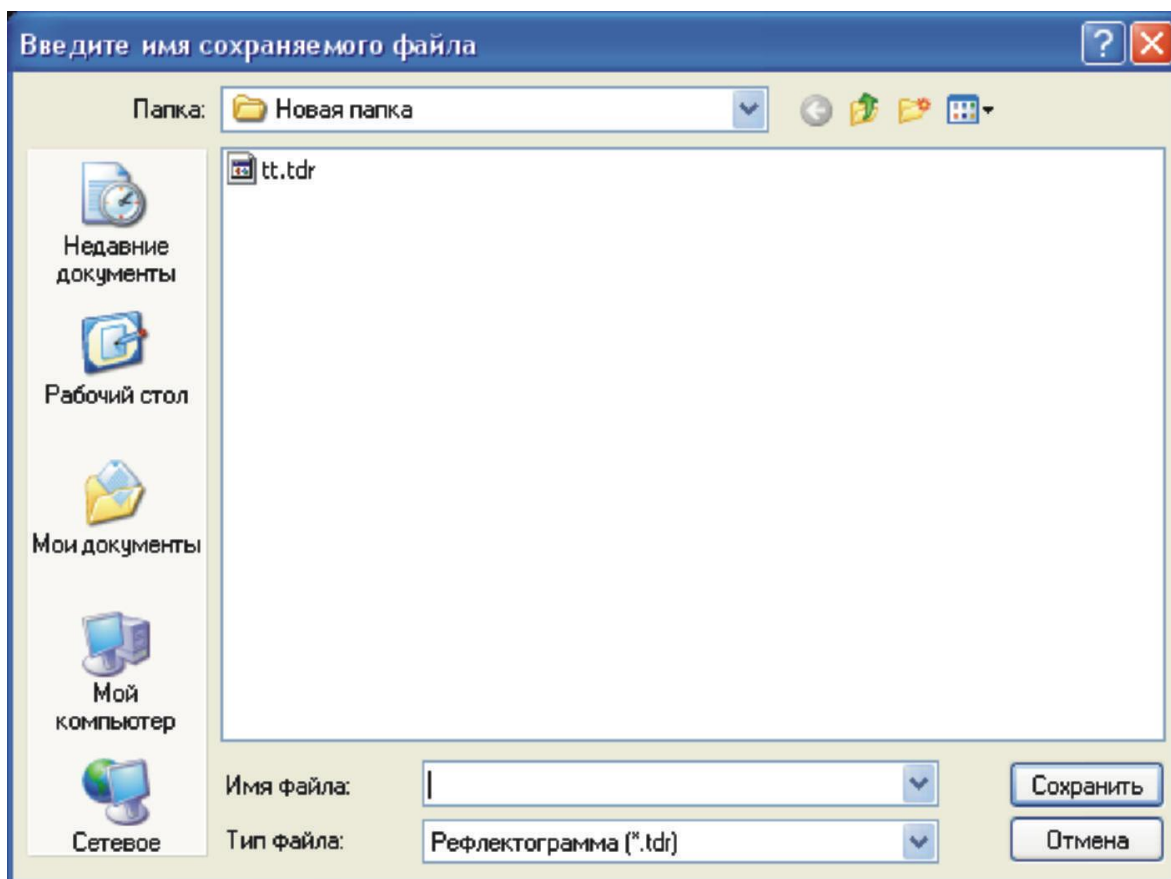 Введите имя сохраняемого файла
Папка:
Новая папка
tt.tdr
Недавние
документы
Рабочий стол
Мои документы
Мой
компьютер
Сетевое
Имя файла:
Сохранить
Тип файла:
Рефлектограмма (*.tdr)
Отмена